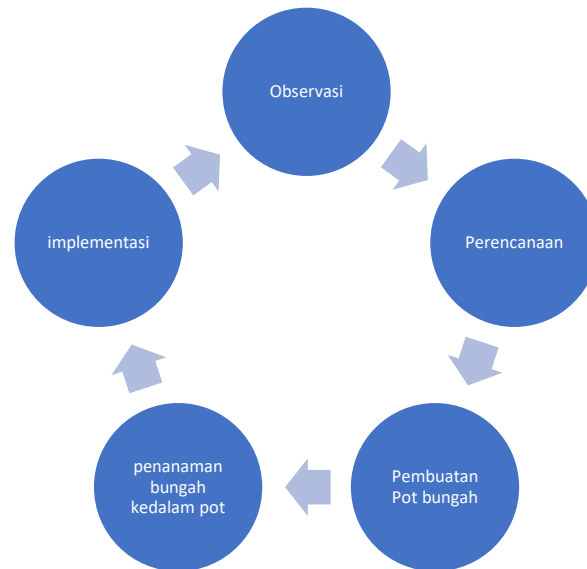 Observasi
Perencanaan
Pembuatan
Pot bungah
penanaman
bungah
kedalam pot
implementasi